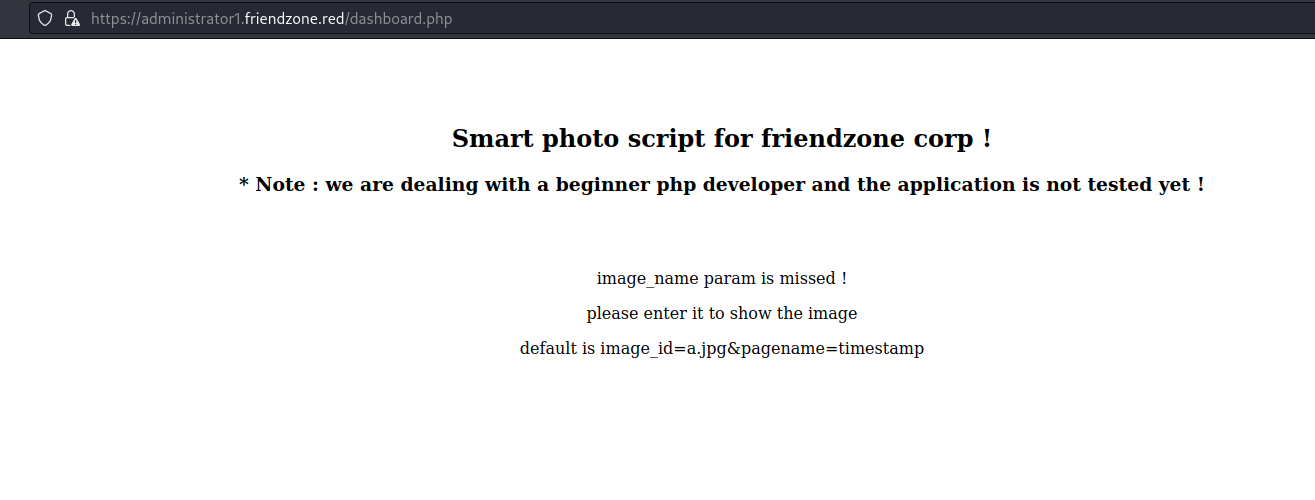 https://administrator1.friendzone.red/dashboard.php
Smart photo script for friendzone corp !
* Note : we are dealing with a beginner php developer and the application is not tested yet !
image_name param is missed !
please enter it to show the image
default is image_id=a.jpg&pagename=timestamp